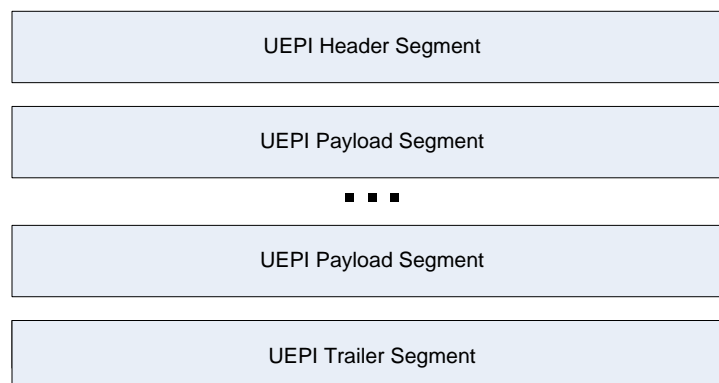 UEPI Header Segment
UEPI Payload Segment
...
UEPI Payload Segment
UEPI Trailer Segment